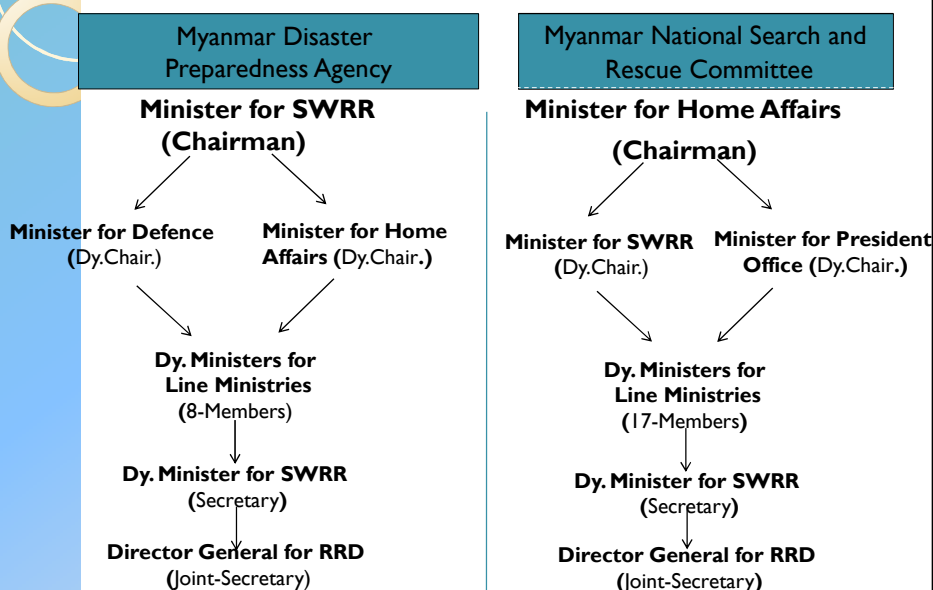 Myanmar Disaster
Preparedness Agency
Minister for SWRR
(Chairman)
Minister for Defence
(Dy.Chair.)
Minister for Home
Affairs (Dy.Chair.)
Dy. Ministers for
Line Ministries
(8-Members)
Dy. Minister for SWRR
(Secretary)
Director General for RRD
(Joint-Secretary)
Myanmar National Search and
Rescue Committee
Minister for Home Affairs
(Chairman)
Minister for SWRR
(Dy.Chair.)
Minister for President
Office (Dy.Chair.)
Dy. Ministers for
Line Ministries
(17-Members)
Dy. Minister for SWRR
(Secretary)
Director General for RRD
(Joint-Secretary)